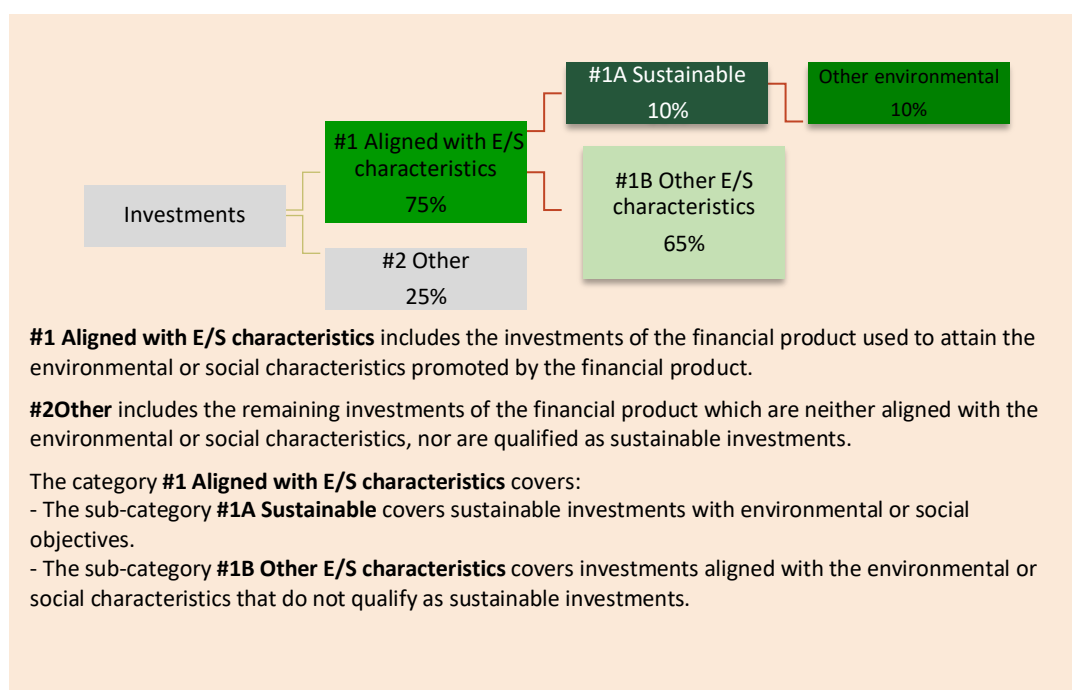 #1A Sustainable
10%
Other environmental
10%
#1 Aligned with E/S
characteristics
75%
#1B Other E/S
characteristics
65%
Investments
#2 Other
25%
#1 Aligned with E/S characteristics includes the investments of the financial product used to attain the
environmental or social characteristics promoted by the financial product.
#2Other includes the remaining investments of the financial product which are neither aligned with the
environmental or social characteristics, nor are qualified as sustainable investments.
The category #1 Aligned with E/S characteristics covers:
- The sub-category #1A Sustainable covers sustainable investments with environmental or social
objectives.
- The sub-category #1B Other E/S characteristics covers investments aligned with the environmental or
social characteristics that do not qualify as sustainable investments.